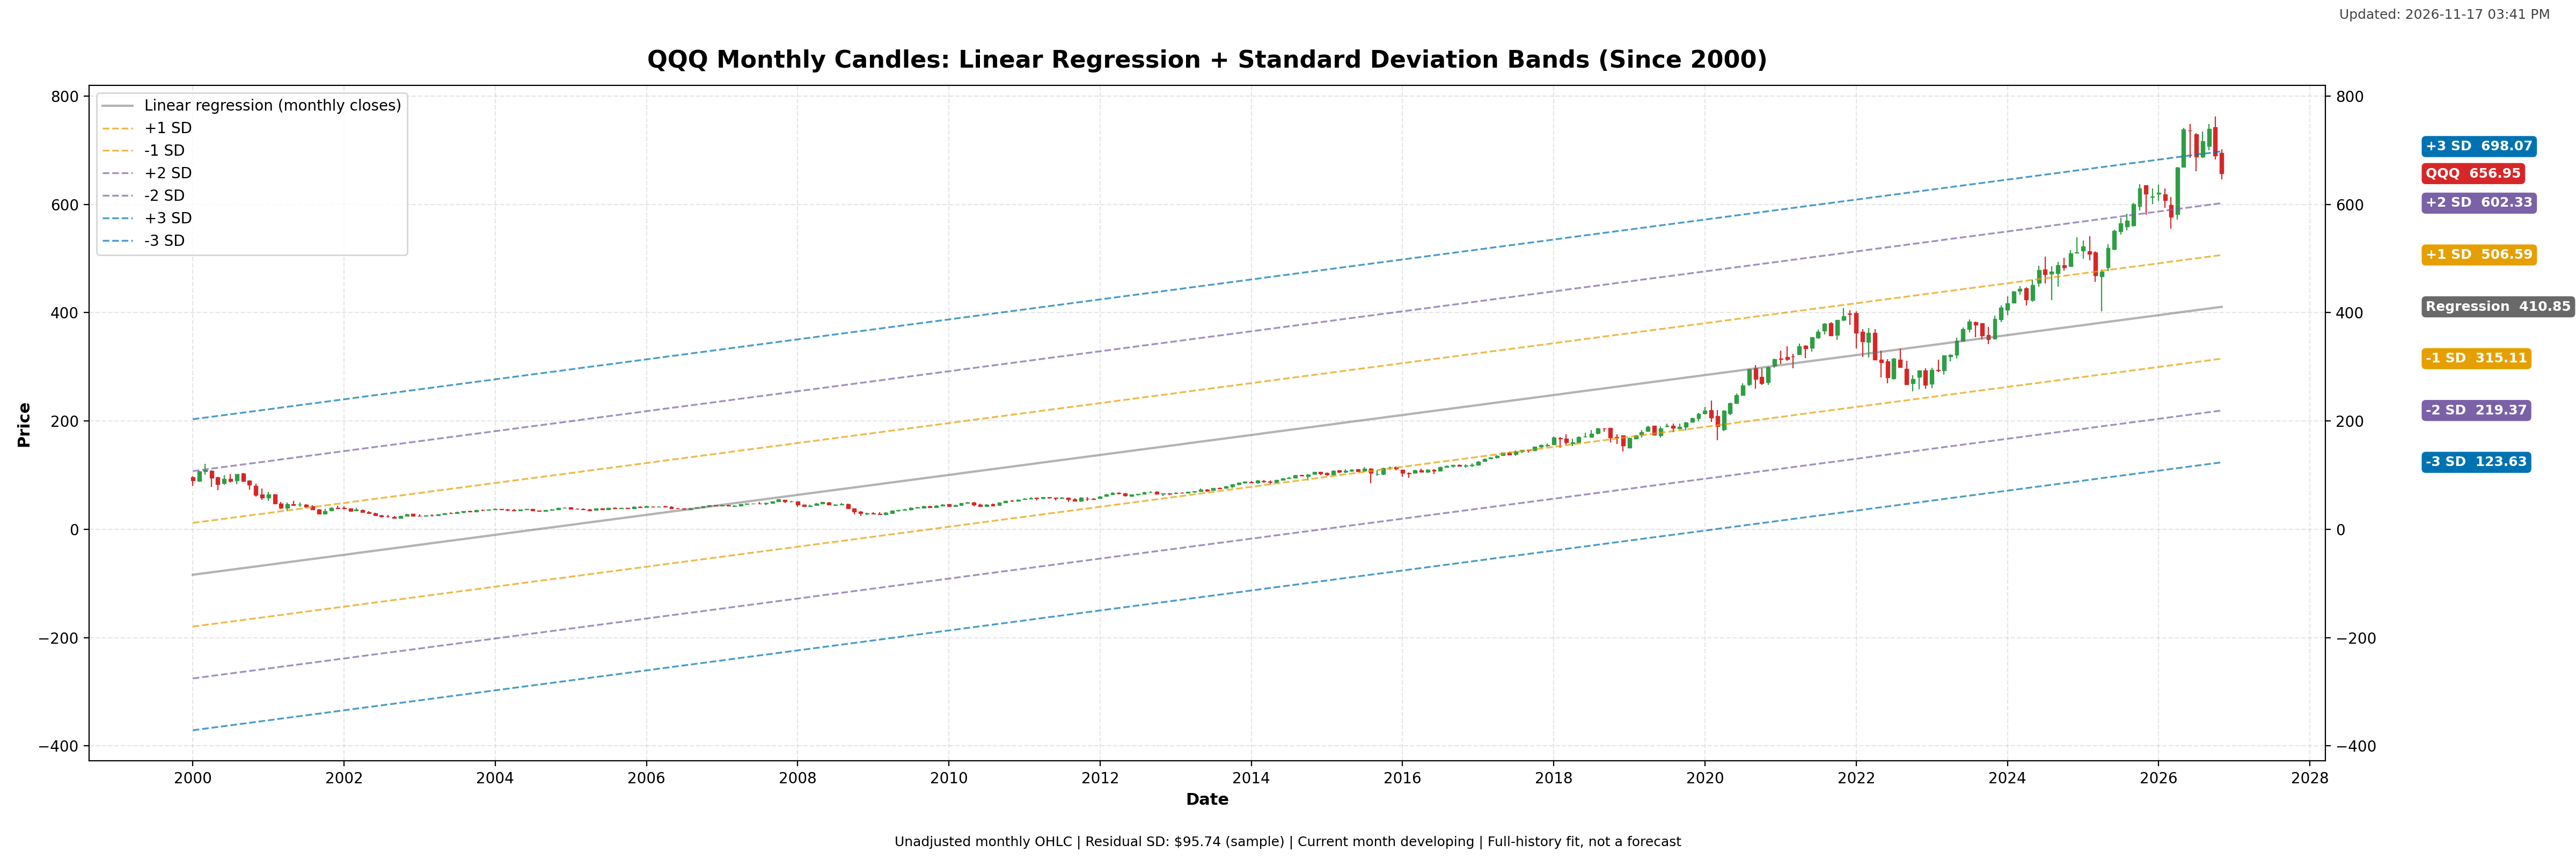 Updated: 2026-11-17 03:41 PM
QQQ Monthly Candles: Linear Regression + Standard Deviation Bands (Since 2000)
Linear regression (monthly closes)
+1 SD
-1 SD
+2 SD
-2 SD
+3 SD
-3 SD
Price
800
600
400
200
0
−200
−400
800
600
400
200
0
−200
−400
+3 SD 698.07
QQQ 656.95
+2 SD 602.33
+1 SD 506.59
Regression 410.85
-1 SD 315.11
-2 SD 219.37
-3 SD 123.63
2000 2002 2004 2006 2008 2010 2012 2014 2016 2018 2020 2022 2024 2026 2028
Date
Unadjusted monthly OHLC | Residual SD: $95.74 (sample) | Current month developing | Full-history fit, not a forecast